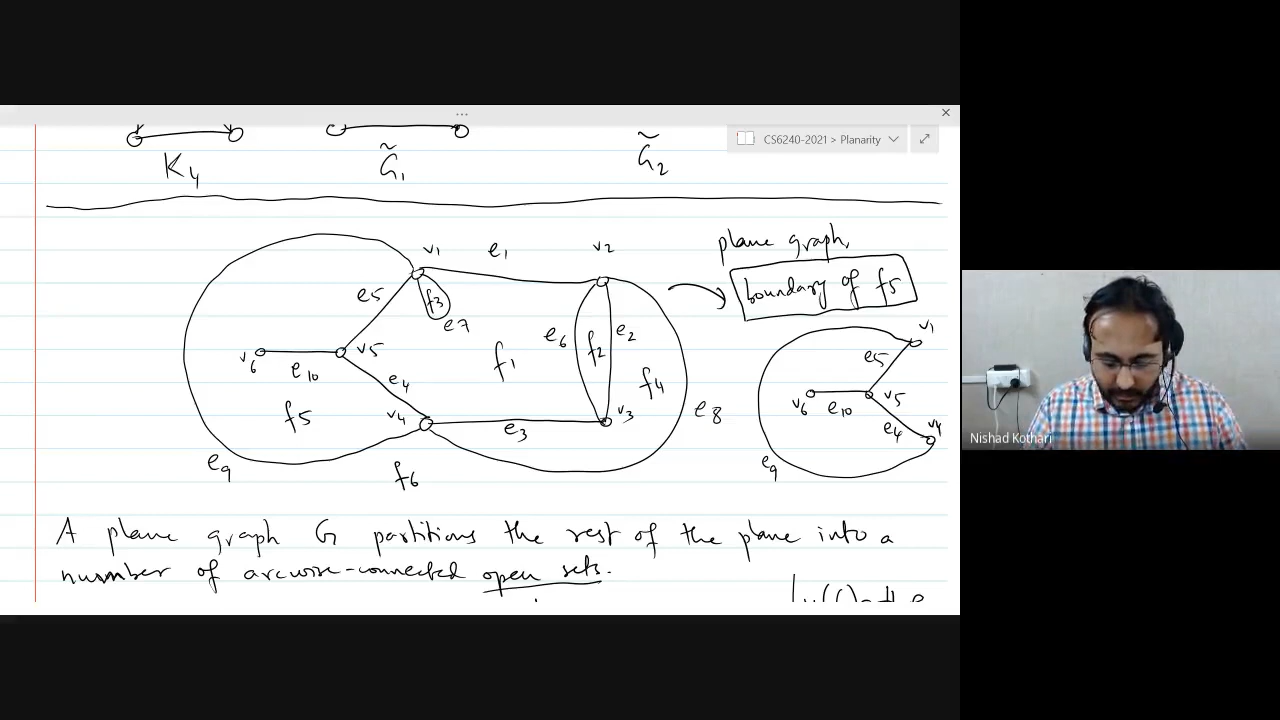 CS6240-2021 > Planarity
K4
G̃1
G̃2
v1 e1 v2
plane graph,
boundary of f5
e5 f3 e7
e6 f2 e2
v6 e10 v5 f1 f4
e4
f5 v4 e3 v3 e8
e9 f6
v1
e5
v6 e10 v5
e4 v4
e9
Nishad Kothari
A plane graph G partitions the rest of the plane into a
number of arcwise-connected open sets.